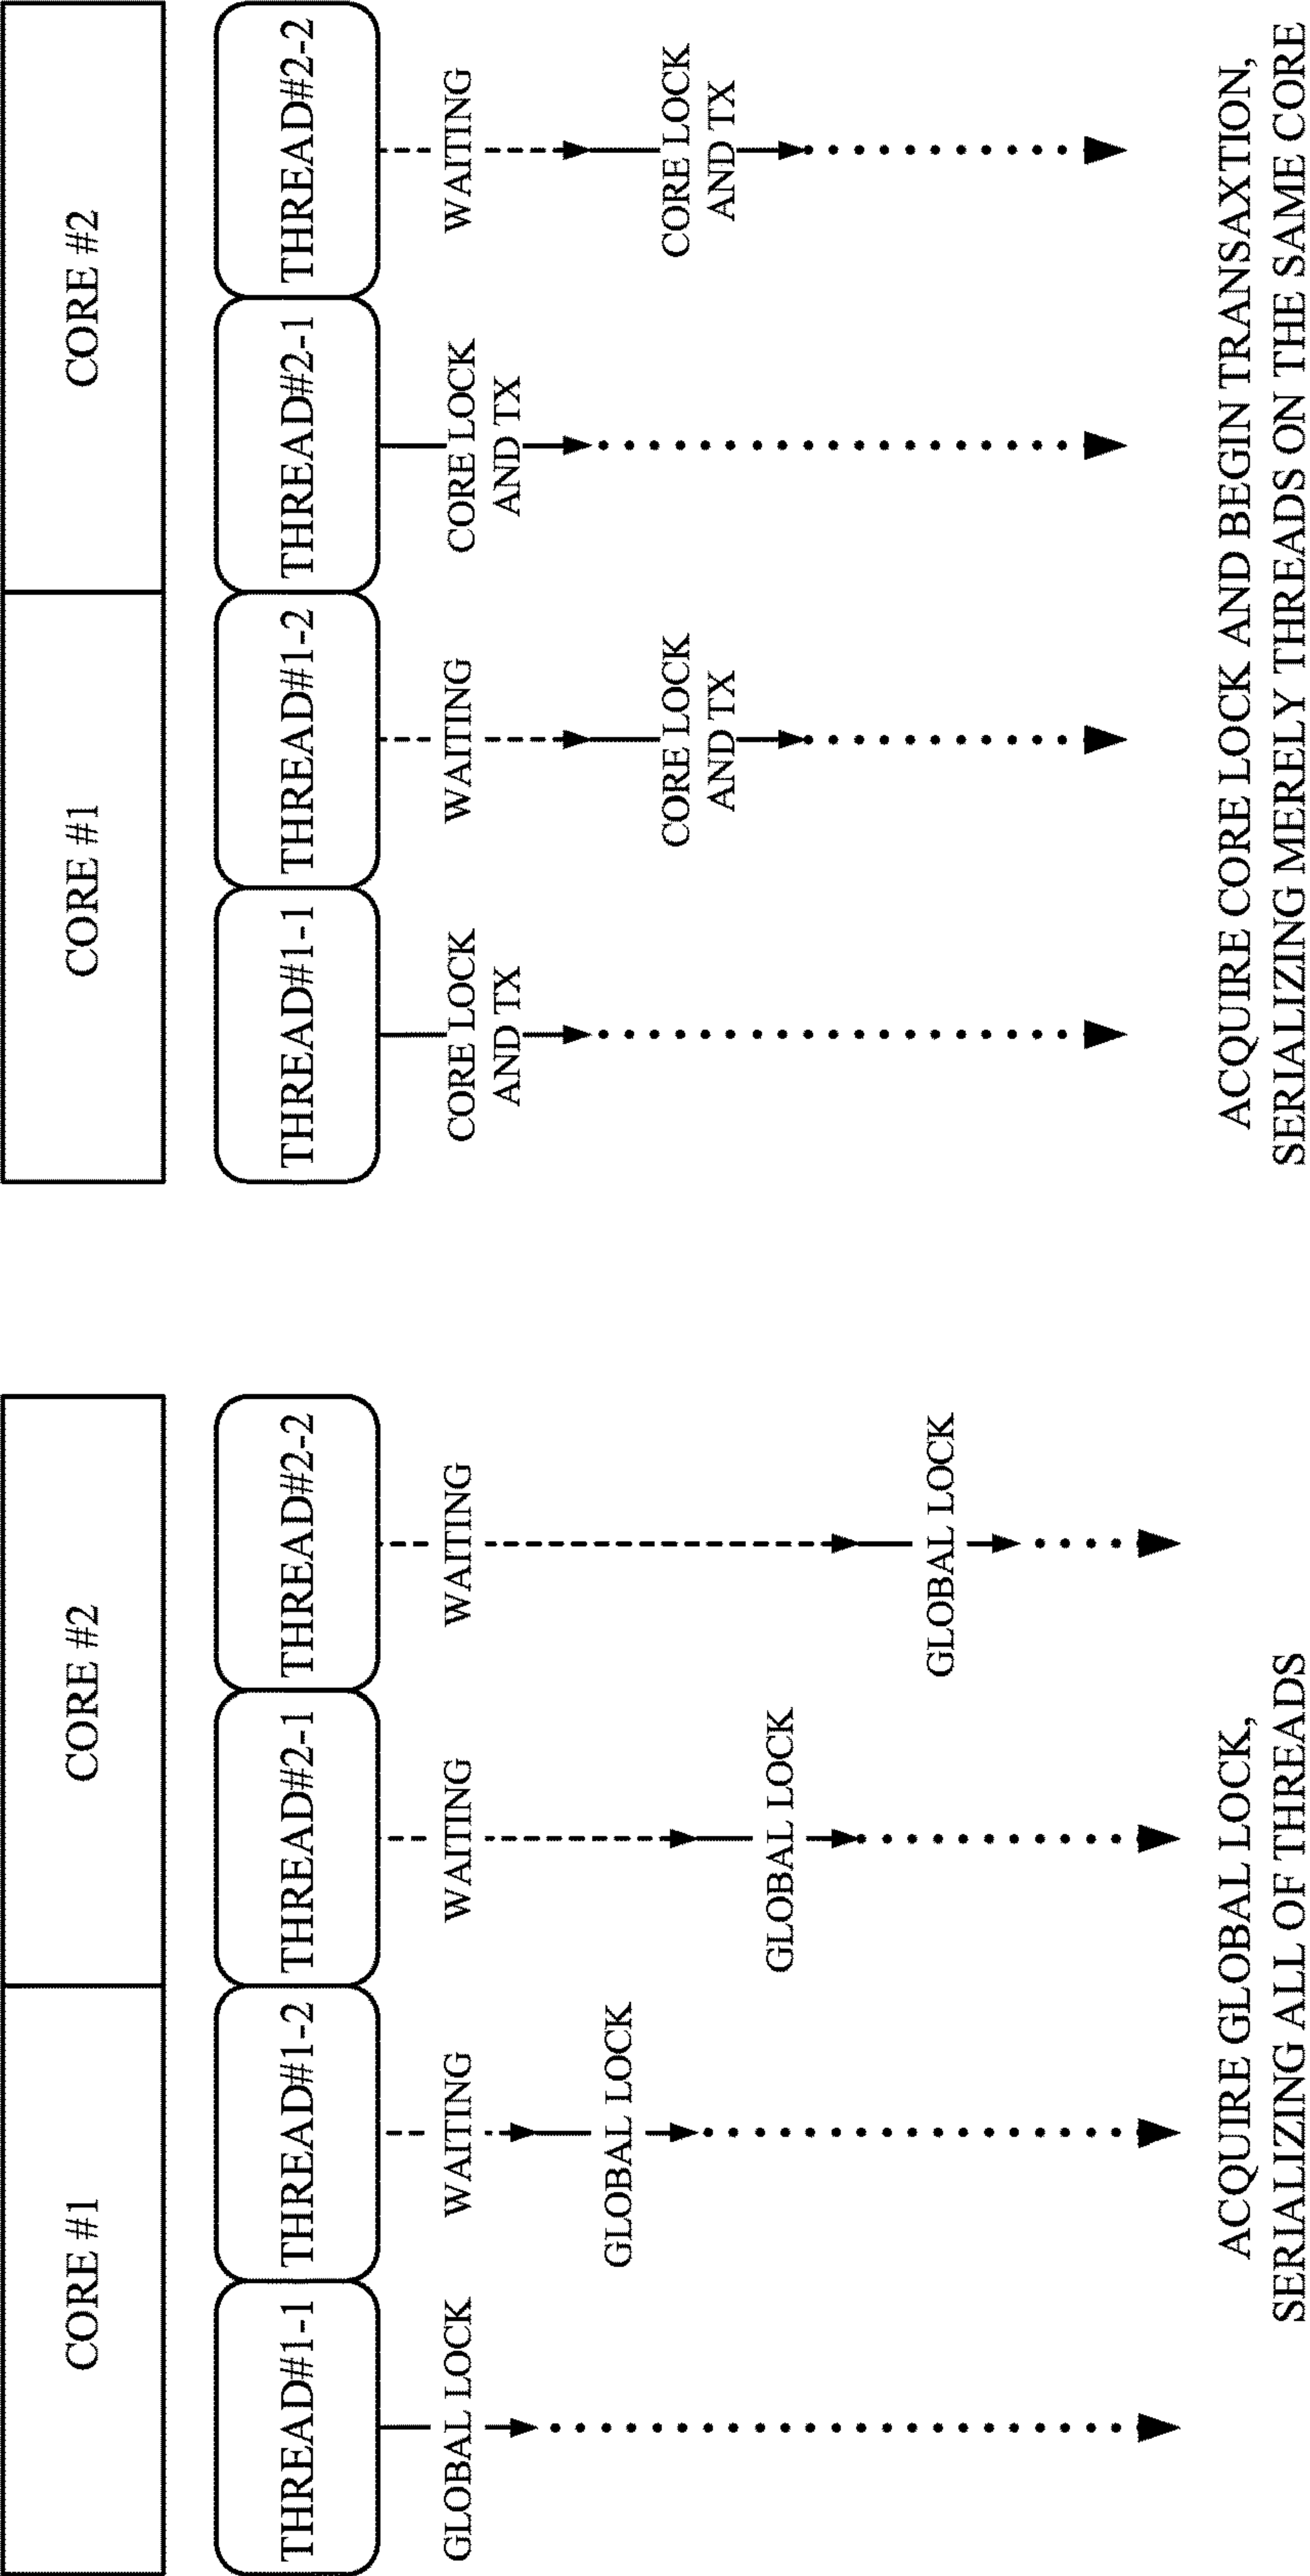 CORE #1
CORE #2
THREAD#1-1
THREAD#1-2
THREAD#2-1
THREAD#2-2
GLOBAL LOCK
WAITING
WAITING
WAITING
GLOBAL LOCK
GLOBAL LOCK
GLOBAL LOCK
ACQUIRE GLOBAL LOCK,
SERIALIZING ALL OF THREADS
CORE #1
CORE #2
THREAD#1-1
THREAD#1-2
THREAD#2-1
THREAD#2-2
CORE LOCK
AND TX
WAITING
CORE LOCK
AND TX
WAITING
CORE LOCK
AND TX
CORE LOCK
AND TX
ACQUIRE CORE LOCK AND BEGIN TRANSAXTION,
SERIALIZING MERELY THREADS ON THE SAME CORE